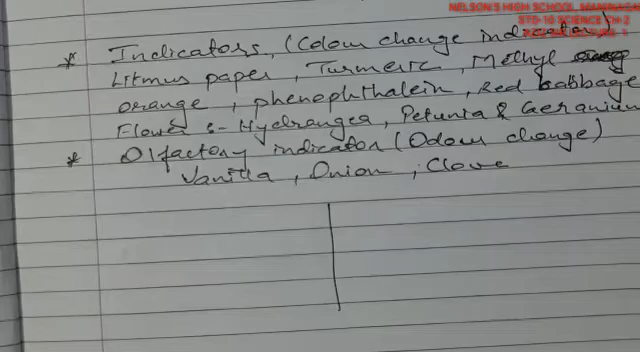 NELSON'S HIGH SCHOOL, MANINAGAR
STD-10 SCIENCE CH-2
* Indicators, (Colour change indicator)
Litmus paper, Turmeric, Methyl
orange, phenophthalein, Red Cabbage
Flower :- Hydrangea, Petunia & Geranium
* Olfactory indicator (Odour change)
Vanilla, Onion, Clove